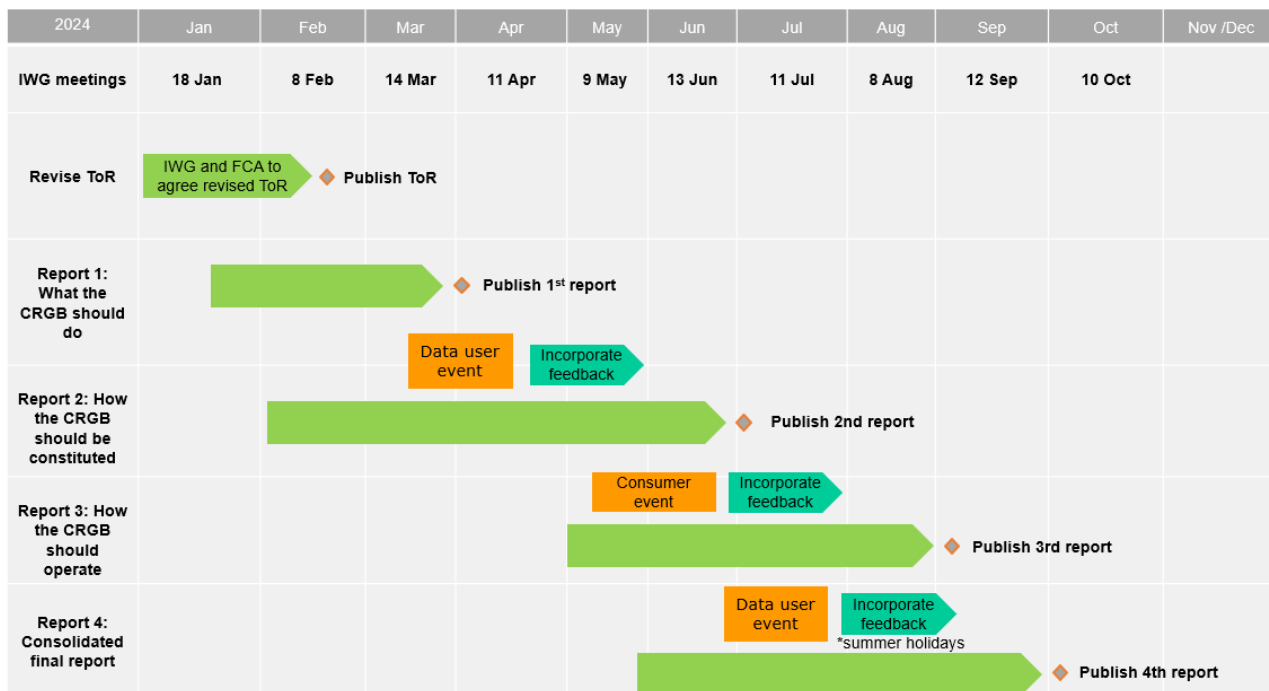 2024 Jan Feb Mar Apr May Jun Jul Aug Sep Oct Nov /Dec
IWG meetings 18 Jan 8 Feb 14 Mar 11 Apr 9 May 13 Jun 11 Jul 8 Aug 12 Sep 10 Oct
Revise ToR
IWG and FCA to
agree revised ToR
Publish ToR
Report 1:
What the
CRGB should
do
Publish 1st report
Data user
event
Incorporate
feedback
Report 2: How
the CRGB
should be
constituted
Publish 2nd report
Consumer
event
Incorporate
feedback
Report 3: How
the CRGB
should
operate
Publish 3rd report
Data user
event
Incorporate
feedback
*summer holidays
Report 4:
Consolidated
final report
Publish 4th report